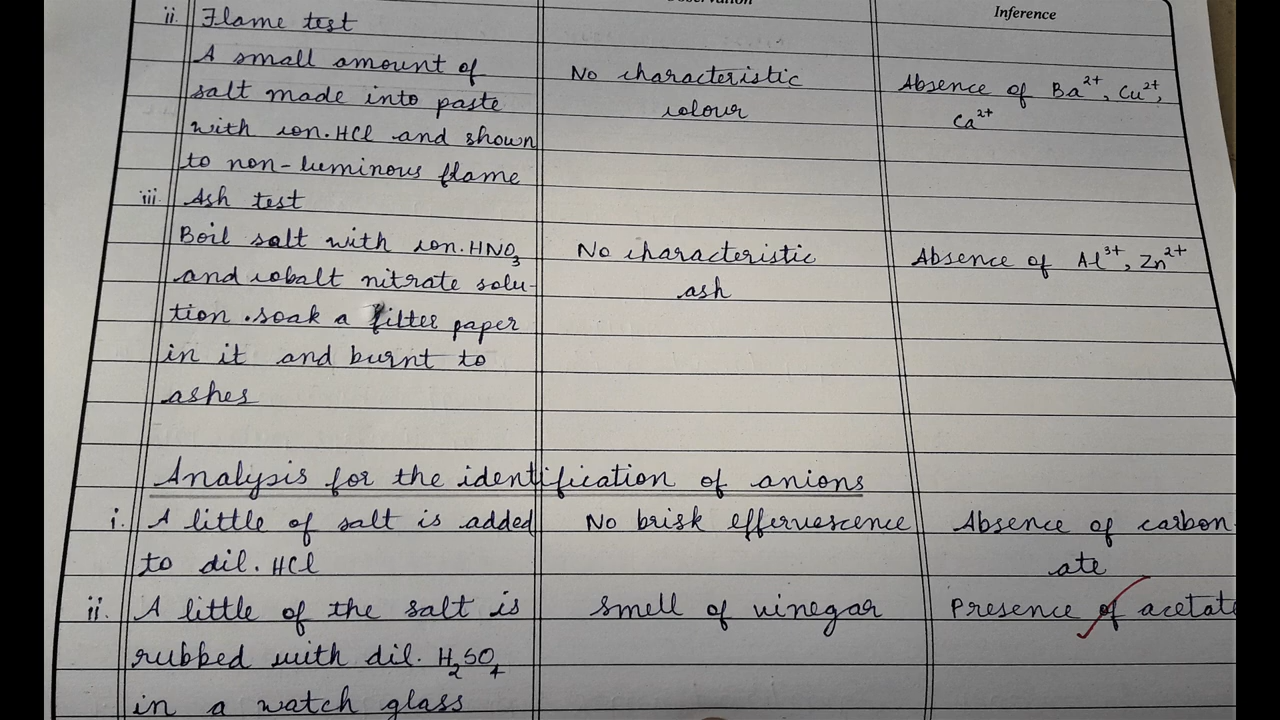 Inference
ii. Flame test
A small amount of salt made into paste with con.HCl and shown to non-luminous flame
No characteristic colour
Absence of Ba²⁺, Cu²⁺, Ca²⁺
iii. Ash test
Boil salt with con.HNO₃ and cobalt nitrate solu-
tion. soak a filter paper in it and burnt to ashes
No characteristic ash
Absence of Al³⁺, Zn²⁺
Analysis for the identification of anions
i. A little of salt is added to dil. HCl
No brisk effervescence
Absence of carbon-
ate
ii. A little of the salt is rubbed with dil. H₂SO₄ in a watch glass
Smell of vinegar
Presence of acetate